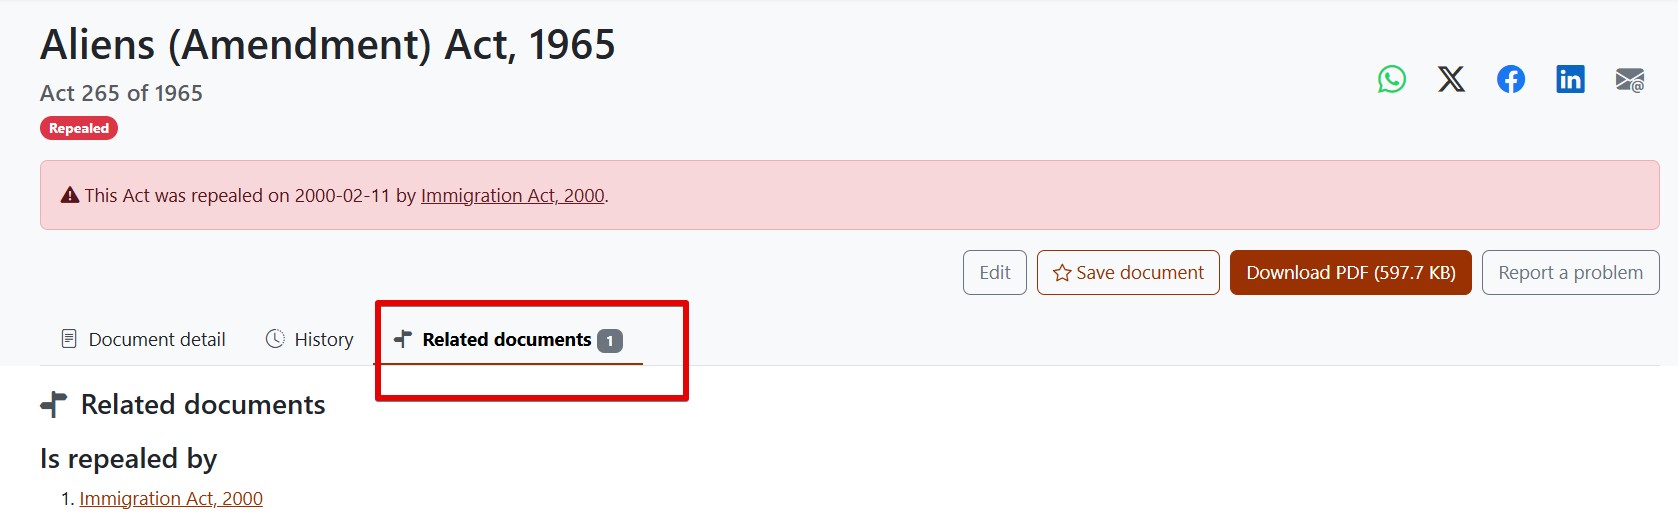 Aliens (Amendment) Act, 1965
Act 265 of 1965
Repealed
This Act was repealed on 2000-02-11 by Immigration Act, 2000.
Edit
Save document
Download PDF (597.7 KB)
Report a problem
Document detail
History
Related documents 1
Related documents
Is repealed by
1. Immigration Act, 2000